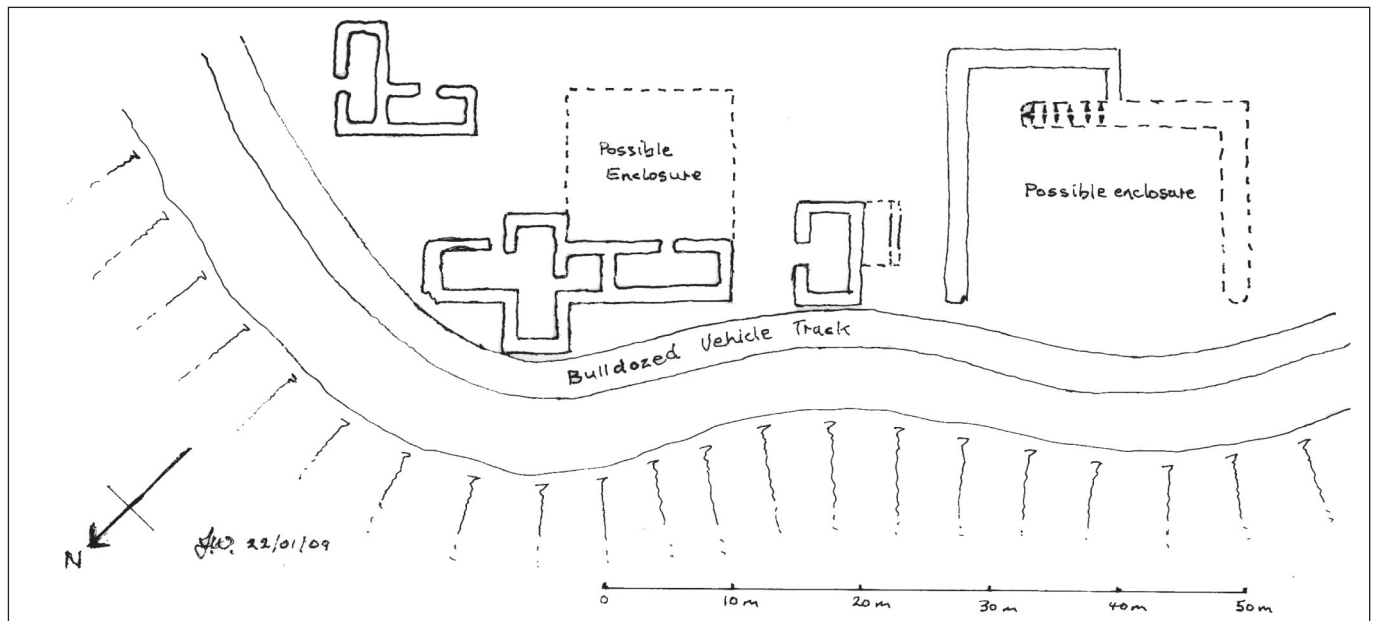 Possible
Enclosure
Possible enclosure
Bulldozed Vehicle Track
N
22/01/09
0 10m 20m 30m 40m 50m